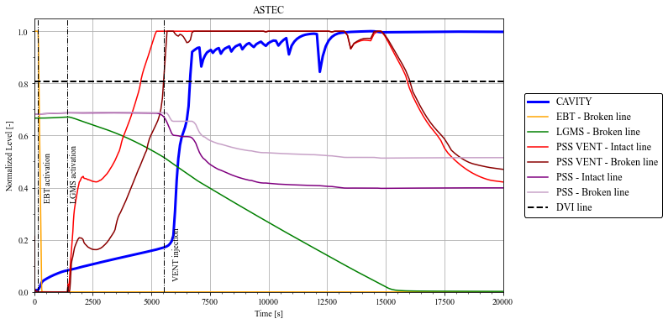 ASTEC
Normalized Level [-]
1.0
0.8
0.6
0.4
0.2
0.0
EBT activation
LGMS activation
VENT injection
0
2500
5000
7500
10000
12500
15000
17500
20000
Time [s]
CAVITY
EBT - Broken line
LGMS - Broken line
PSS VENT - Intact line
PSS VENT - Broken line
PSS - Intact line
PSS - Broken line
DVI line